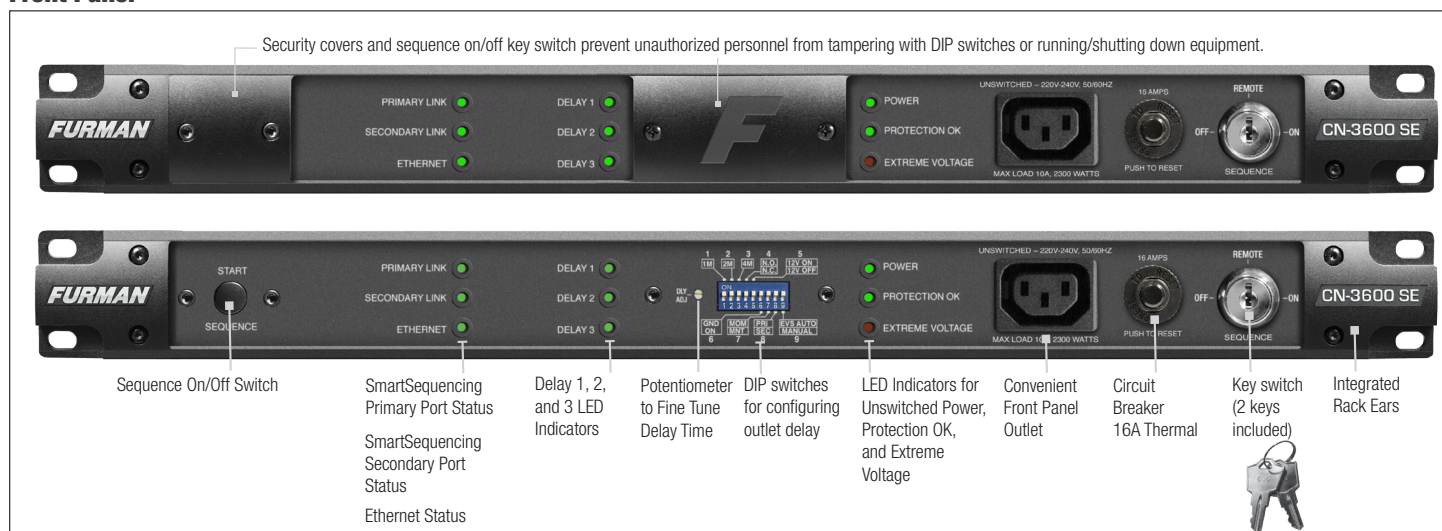 Front Panel
Security covers and sequence on/off key switch prevent unauthorized personnel from tampering with DIP switches or running/shutting down equipment.
FURMAN
PRIMARY LINK
SECONDARY LINK
ETHERNET
DELAY 1
DELAY 2
DELAY 3
F
POWER
PROTECTION OK
EXTREME VOLTAGE
UNSWITCHED ~ 220V-240V, 50/60HZ
MAX LOAD 10A, 2300 WATTS
16 AMPS
PUSH TO RESET
REMOTE
OFF
ON
SEQUENCE
CN-3600 SE
FURMAN
START
SEQUENCE
PRIMARY LINK
SECONDARY LINK
ETHERNET
DELAY 1
DELAY 2
DELAY 3
DLY
ADJ
1 2 3 4 5
1M 2M 4M N.O. 12V ON
N.C. 12V OFF
ON
1 2 3 4 5 6 7 8 9
GND MOM PRI EVS AUTO
ON MNT SEC MANUAL
6 7 8 9
POWER
PROTECTION OK
EXTREME VOLTAGE
UNSWITCHED ~ 220V-240V, 50/60HZ
MAX LOAD 10A, 2300 WATTS
16 AMPS
PUSH TO RESET
REMOTE
OFF
ON
SEQUENCE
CN-3600 SE
Sequence On/Off Switch
SmartSequencing
Primary Port Status
SmartSequencing
Secondary Port
Status
Ethernet Status
Delay 1, 2,
and 3 LED
Indicators
Potentiometer
to Fine Tune
Delay Time
DIP switches
for configuring
outlet delay
LED Indicators for
Unswitched Power,
Protection OK,
and Extreme
Voltage
Convenient
Front Panel
Outlet
Circuit
Breaker
16A Thermal
Key switch
(2 keys
included)
Integrated
Rack Ears